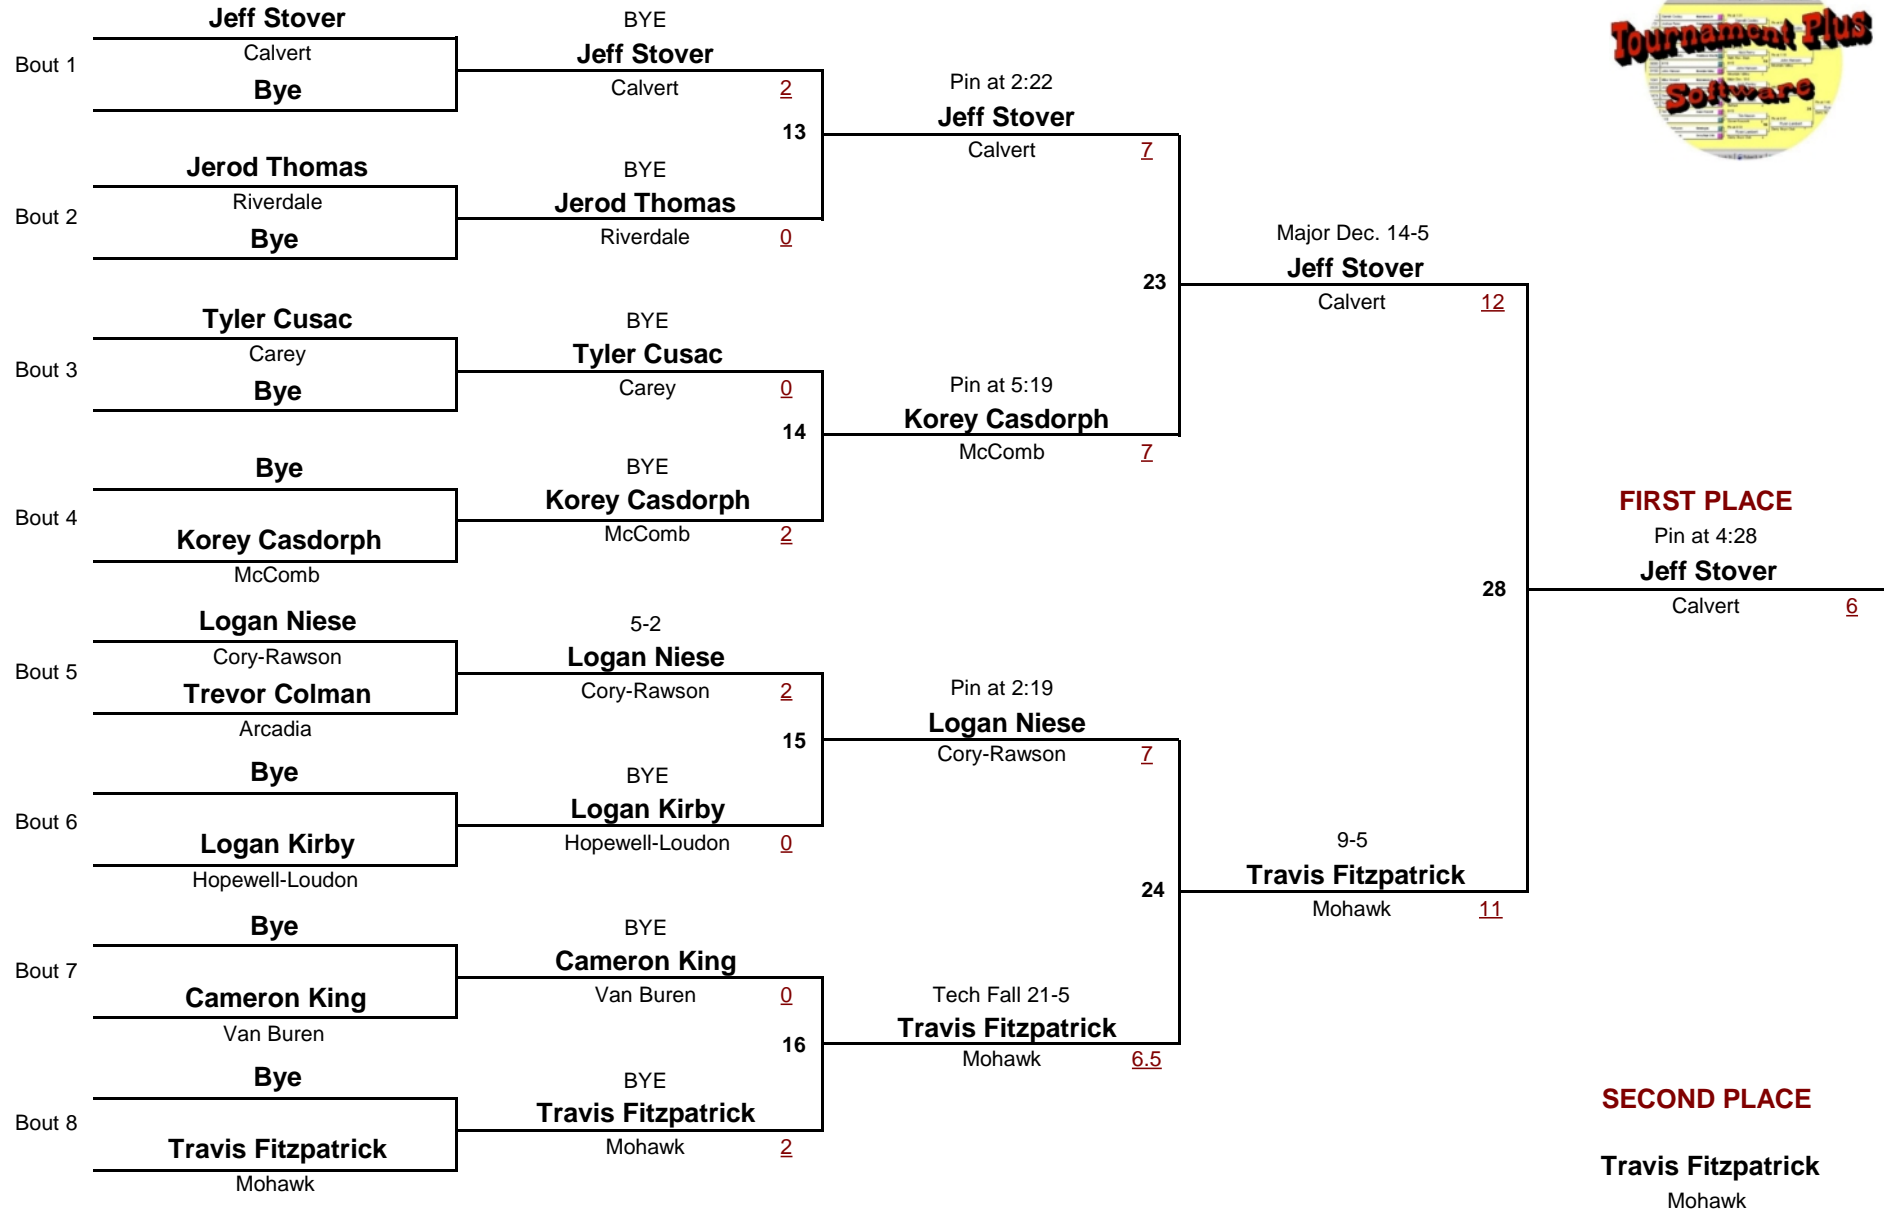 Jeff Stover
Calvert
Bout 1
Bye
Jerod Thomas
Riverdale
Bout 2
Bye
Tyler Cusac
Carey
Bout 3
Bye
Bye
Bout 4
Korey Casdorph
McComb
Logan Niese
Cory-Rawson
Bout 5
Trevor Colman
Arcadia
Bye
Bout 6
Logan Kirby
Hopewell-Loudon
Bye
Bout 7
Cameron King
Van Buren
Bye
Bout 8
Travis Fitzpatrick
Mohawk
BYE
Jeff Stover
Calvert 2
13
BYE
Jerod Thomas
Riverdale 0
BYE
Tyler Cusac
Carey 0
14
BYE
Korey Casdorph
McComb 2
5-2
Logan Niese
Cory-Rawson 2
15
BYE
Logan Kirby
Hopewell-Loudon 0
BYE
Cameron King
Van Buren 0
16
BYE
Travis Fitzpatrick
Mohawk 2
Pin at 2:22
Jeff Stover
Calvert 7
23
Pin at 5:19
Korey Casdorph
McComb 7
Pin at 2:19
Logan Niese
Cory-Rawson 7
24
Tech Fall 21-5
Travis Fitzpatrick
Mohawk 6.5
Major Dec. 14-5
Jeff Stover
Calvert 12
28
9-5
Travis Fitzpatrick
Mohawk 11
Tournament Plus
Software
FIRST PLACE
Pin at 4:28
Jeff Stover
Calvert 6
SECOND PLACE
Travis Fitzpatrick
Mohawk